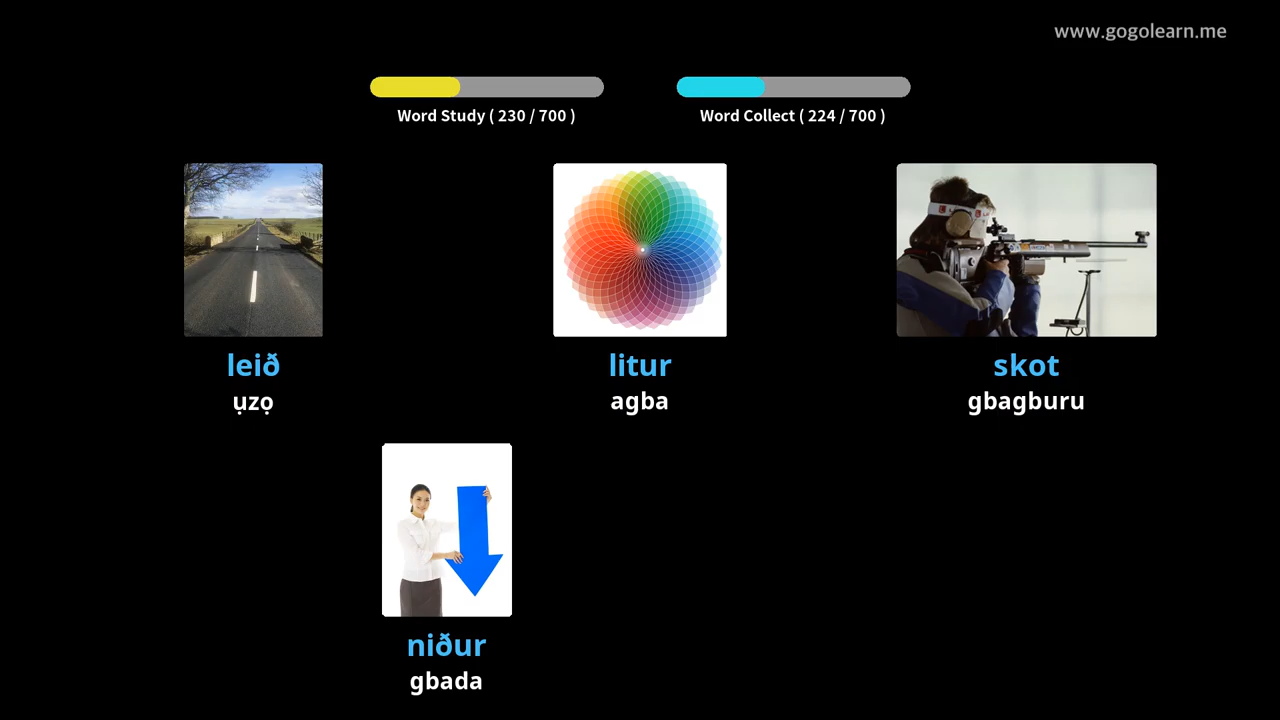 www.gogolearn.me
Word Study ( 230 / 700 )
Word Collect ( 224 / 700 )
leið
ụzọ
litur
agba
skot
gbagburu
niður
gbada